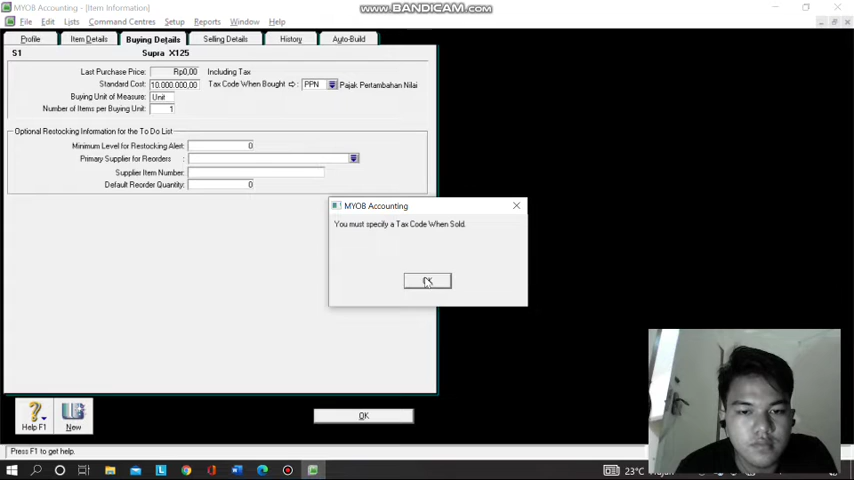 MYOB Accounting - [Item Information]
www.BANDICAM.com
File Edit Lists Command Centres Setup Reports Window Help
Profile Item Details Buying Details Selling Details History Auto-Build
S1 Supra X125
Last Purchase Price: Rp0,00 Including Tax
Standard Cost: 10.800.000,00 Tax Code When Bought : PPN Pajak Pertambahan Nilai
Buying Unit of Measure: Unit
Number of Items per Buying Unit: 1
Optional Restocking Information for the To Do List
Minimum Level for Restocking Alert: 0
Primary Supplier for Reorders :
Supplier Item Number:
Default Reorder Quantity: 0
MYOB Accounting
You must specify a Tax Code When Sold.
Help F1 New OK
Press F1 to get help.
23°C